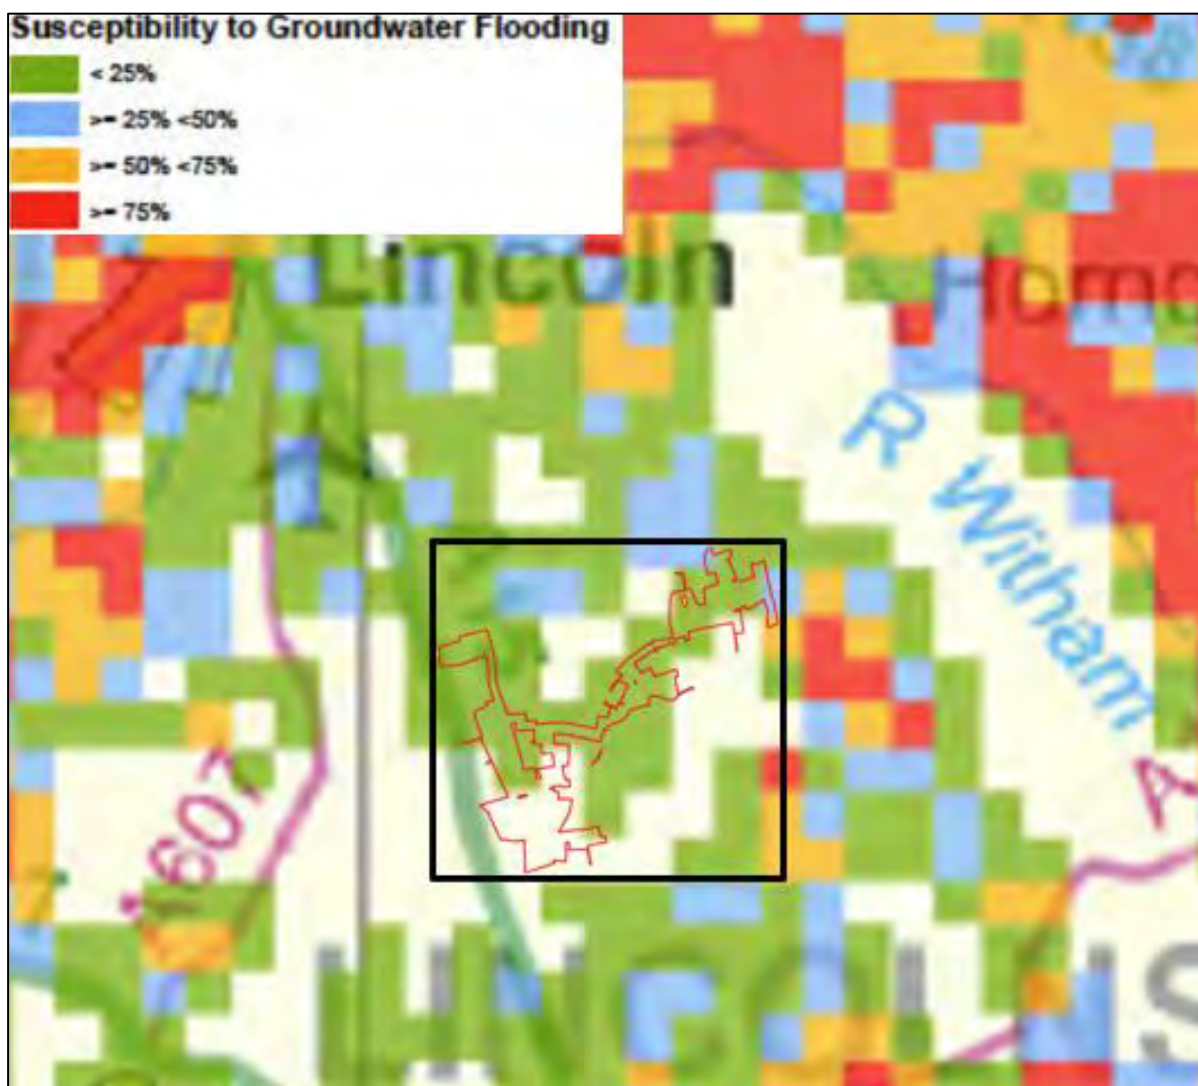 Susceptibility to Groundwater Flooding
< 25%
>= 25% <50%
>= 50% <75%
>= 75%
Lincoln
R Witham
A